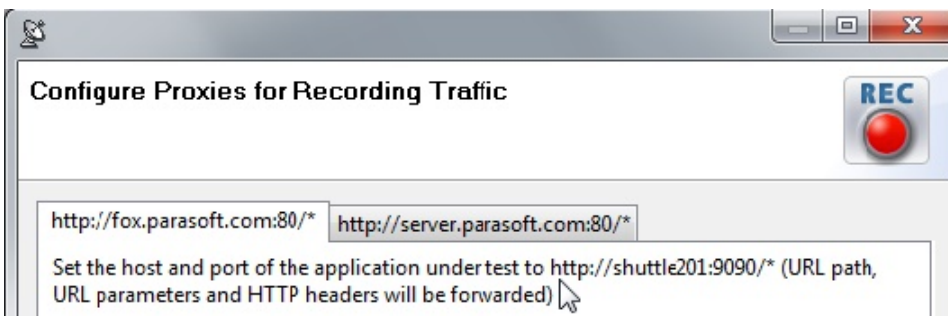 Configure Proxies for Recording Traffic
REC
http://fox.parasoft.com:80/* http://server.parasoft.com:80/*
Set the host and port of the application under test to http://shuttle201:9090/* (URL path,
URL parameters and HTTP headers will be forwarded)